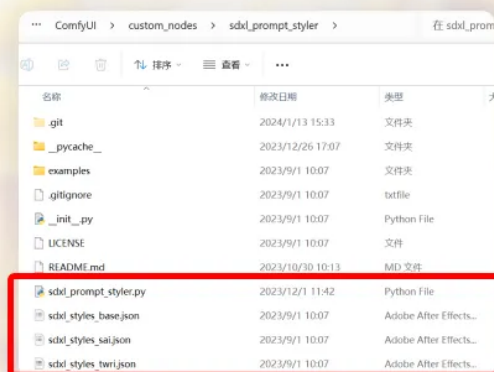 ··· ComfyUI > custom_nodes > sdxl_prompt_styler > 在 sdxl_prom
排序 查看 ···
名称 修改日期 类型
.git 2024/1/13 15:33 文件夹
__pycache__ 2023/12/26 17:07 文件夹
examples 2023/9/1 10:07 文件夹
.gitignore 2023/9/1 10:07 txtfile
__init__.py 2023/9/1 10:07 Python File
LICENSE 2023/9/1 10:07 文件
README.md 2023/10/30 10:13 MD 文件
sdxl_prompt_styler.py 2023/12/1 11:42 Python File
sdxl_styles_base.json 2023/9/1 10:07 Adobe After Effects...
sdxl_styles_sai.json 2023/9/1 10:07 Adobe After Effects...
sdxl_styles_twri.json 2023/9/1 10:07 Adobe After Effects...